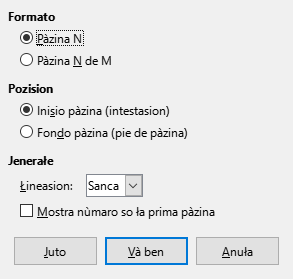 Formato
Pàzina N
Pàzina N de M
Pozision
Inisio pàzina (intestasion)
Fondo pàzina (pie de pàzina)
Jenerałe
Łineasion: Sanca
Mostra nùmaro so ła prima pàzina
Juto Và ben Anuła